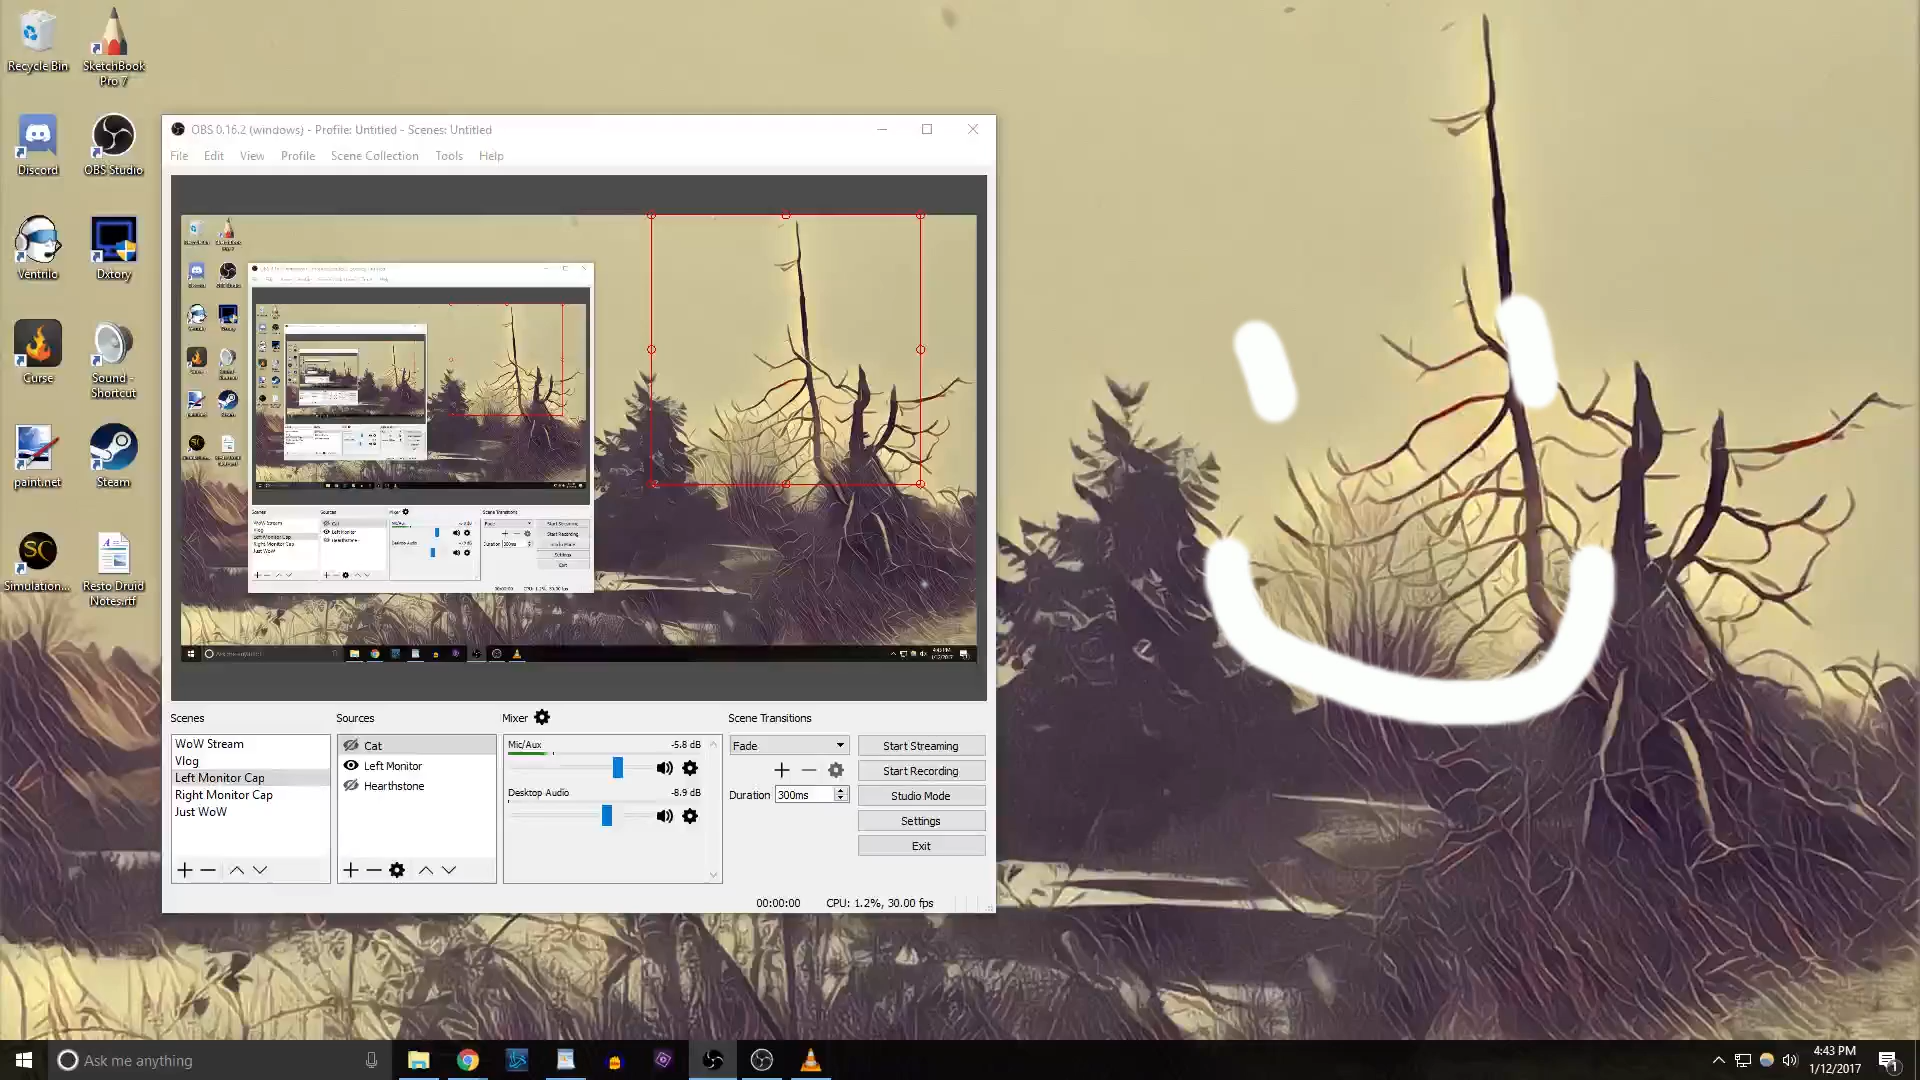 Recycle Bin
SketchBook
Pro 7
Discord
OBS Studio
Ventrilo
Dxtory
Curse
Sound -
Shortcut
paint.net
Steam
Simulation...
Resto Druid
Notes.rtf
OBS 0.16.2 (windows) - Profile: Untitled - Scenes: Untitled
File Edit View Profile Scene Collection Tools Help
Scenes
WoW Stream
Vlog
Left Monitor Cap
Right Monitor Cap
Just WoW
Sources
Cat
Left Monitor
Hearthstone
Mixer
Mic/Aux -5.8 dB
Desktop Audio -8.9 dB
Scene Transitions
Fade
Duration 300ms
Start Streaming
Start Recording
Studio Mode
Settings
Exit
00:00:00 CPU: 1.2%, 30.00 fps
Ask me anything
4:43 PM
1/12/2017
1